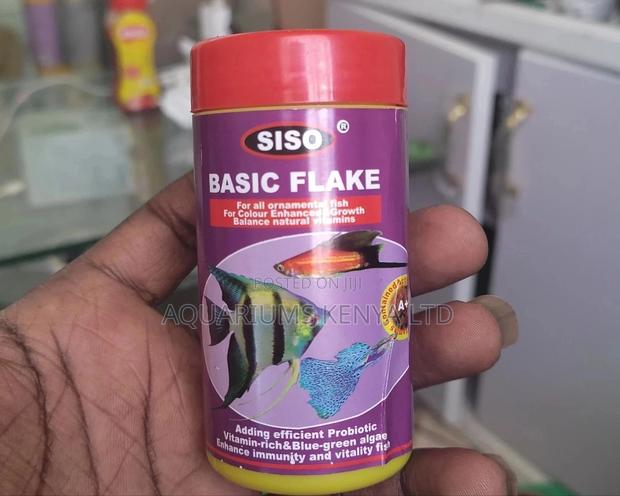 SISO ®
BASIC FLAKE
For all ornamental fish
For Colour Enhanced &Growth
Balance natural vitamins
POSTED ON JIJI
AQUARIUMS KENYA LTD
Contained
A+
Adding efficient Probiotic
Vitamin-rich&Blue-green algae
Enhance immunity and vitality fish